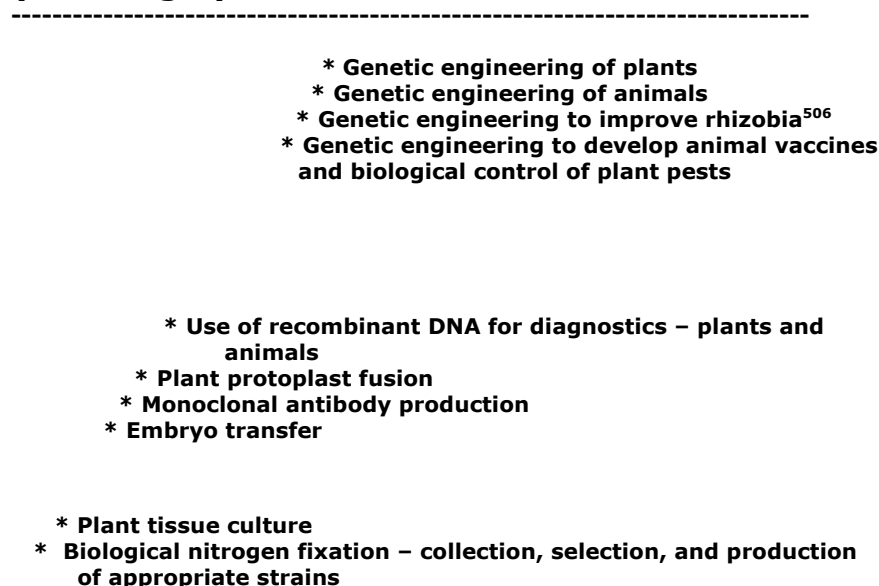 * Genetic engineering of plants
* Genetic engineering of animals
* Genetic engineering to improve rhizobia506
* Genetic engineering to develop animal vaccines
and biological control of plant pests
* Use of recombinant DNA for diagnostics – plants and
animals
* Plant protoplast fusion
* Monoclonal antibody production
* Embryo transfer
* Plant tissue culture
* Biological nitrogen fixation – collection, selection, and production
of appropriate strains